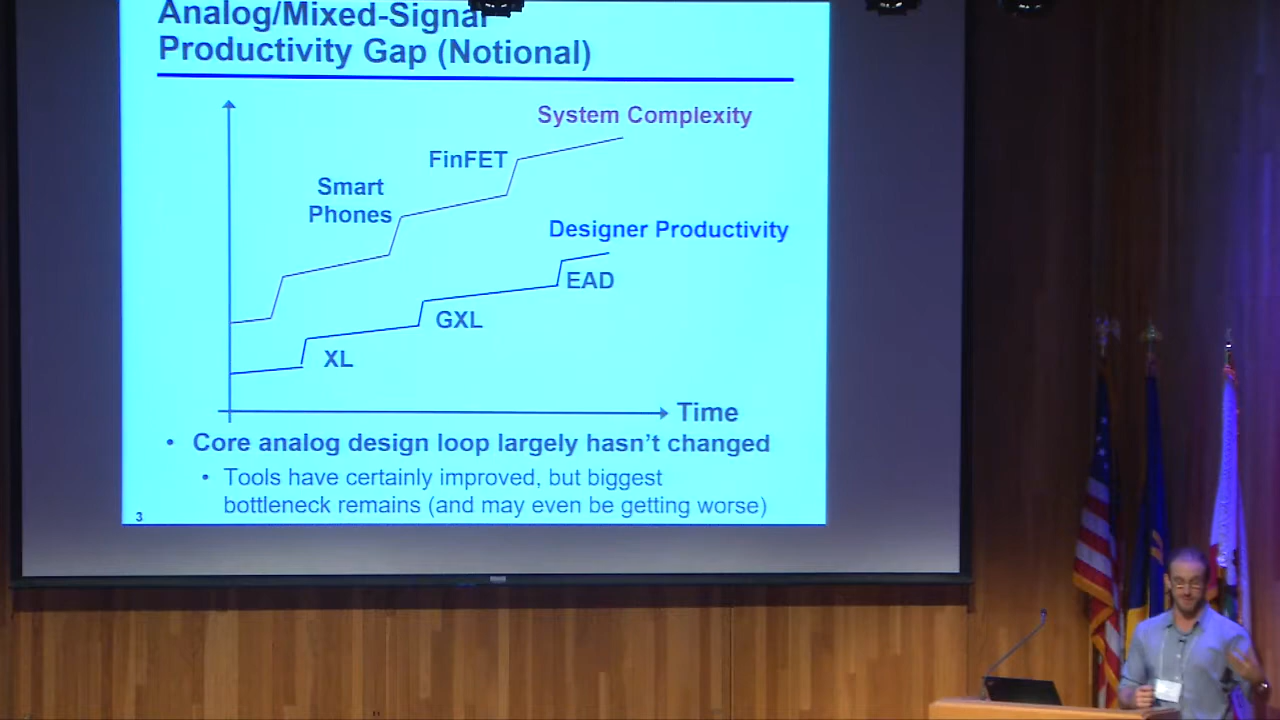 Analog/Mixed-Signal
Productivity Gap (Notional)
System Complexity
FinFET
Smart
Phones
Designer Productivity
EAD
GXL
XL
Time
• Core analog design loop largely hasn't changed
• Tools have certainly improved, but biggest
bottleneck remains (and may even be getting worse)
3